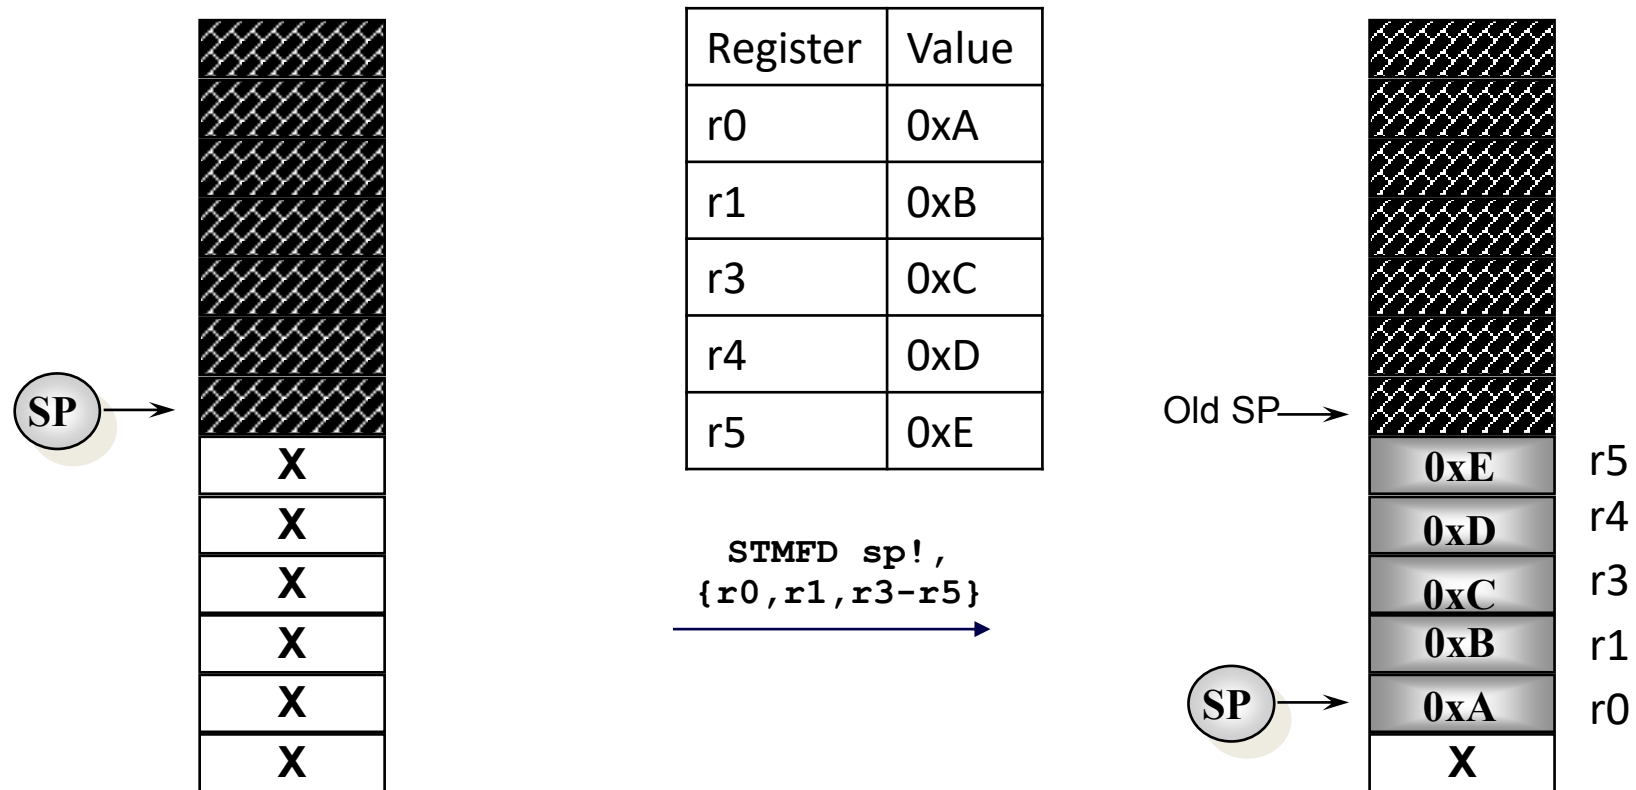 SP
X
X
X
X
X
X
Register Value
r0 0xA
r1 0xB
r3 0xC
r4 0xD
r5 0xE
STMFD sp!,
{r0,r1,r3-r5}
Old SP
0xE r5
0xD r4
0xC r3
0xB r1
SP 0xA r0
X